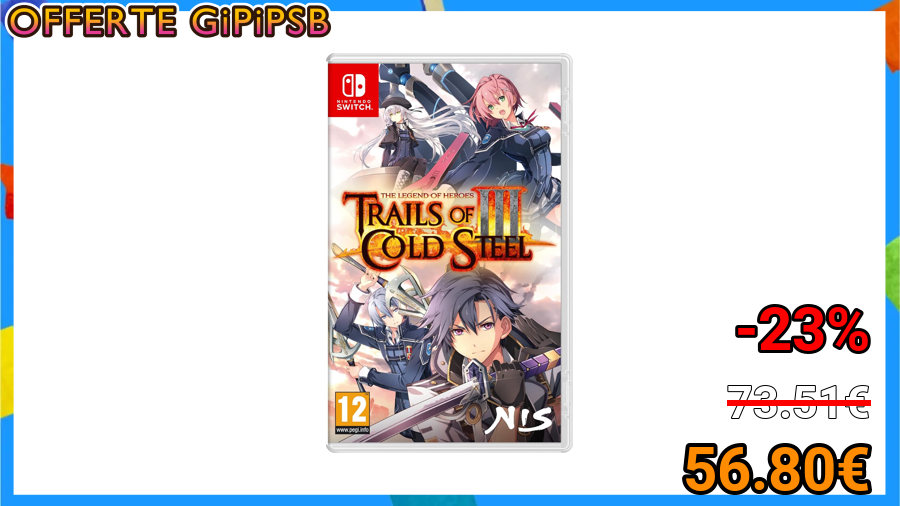 OFFERTE GiPiPSB
NINTENDO
SWITCH.
THE LEGEND OF HEROES
TRAILS OF III
COLD STEEL
12
www.pegi.info
NIS
-23%
73.51€
56.80€